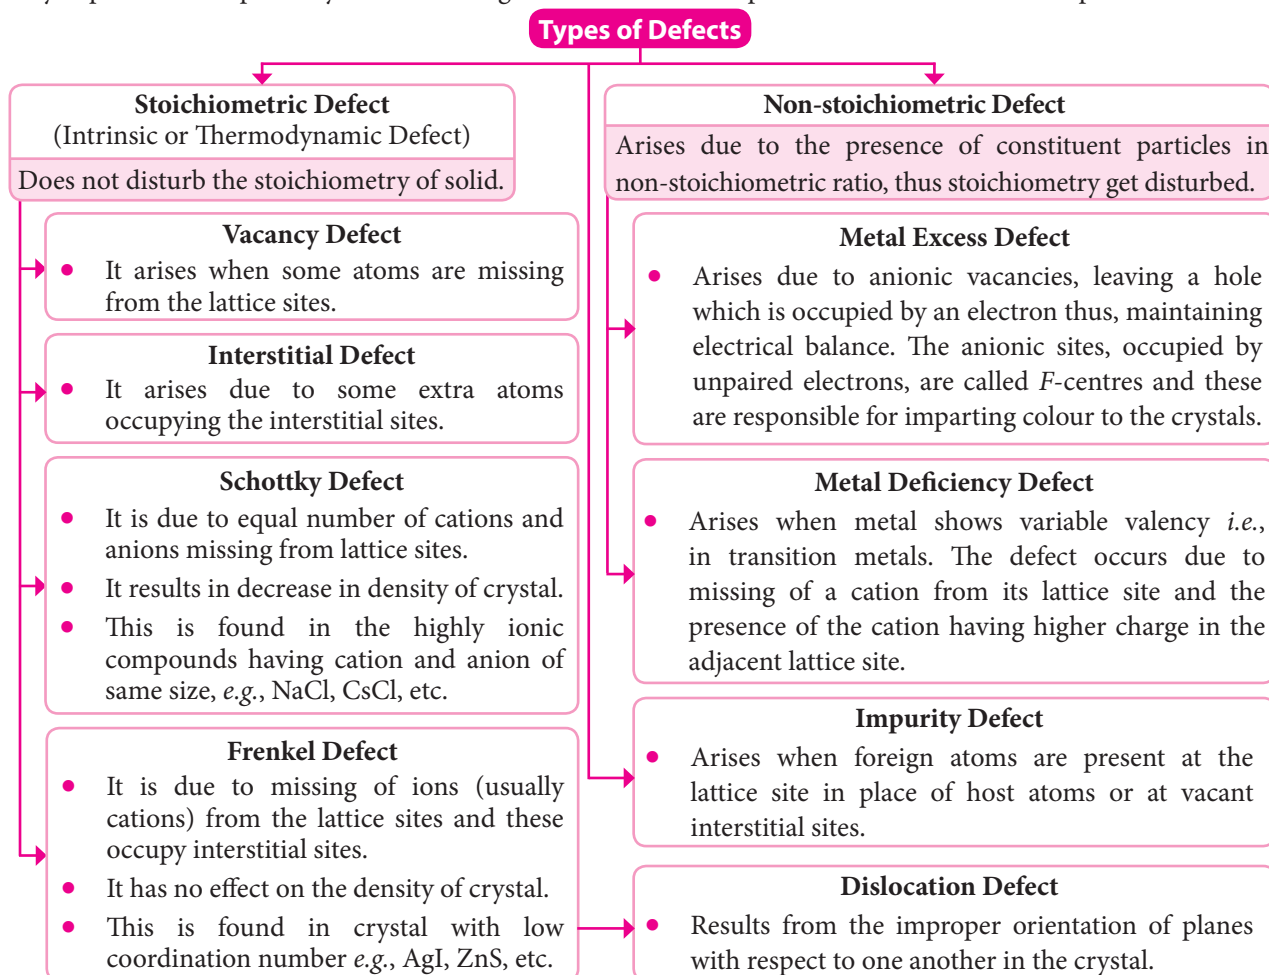 Types of Defects
Stoichiometric Defect
(Intrinsic or Thermodynamic Defect)
Does not disturb the stoichiometry of solid.
Vacancy Defect
• It arises when some atoms are missing
from the lattice sites.
Interstitial Defect
• It arises due to some extra atoms
occupying the interstitial sites.
Schottky Defect
• It is due to equal number of cations and
anions missing from lattice sites.
• It results in decrease in density of crystal.
• This is found in the highly ionic
compounds having cation and anion of
same size, e.g., NaCl, CsCl, etc.
Frenkel Defect
• It is due to missing of ions (usually
cations) from the lattice sites and these
occupy interstitial sites.
• It has no effect on the density of crystal.
• This is found in crystal with low
coordination number e.g., AgI, ZnS, etc.
Non-stoichiometric Defect
Arises due to the presence of constituent particles in
non-stoichiometric ratio, thus stoichiometry get disturbed.
Metal Excess Defect
• Arises due to anionic vacancies, leaving a hole
which is occupied by an electron thus, maintaining
electrical balance. The anionic sites, occupied by
unpaired electrons, are called F-centres and these
are responsible for imparting colour to the crystals.
Metal Deficiency Defect
• Arises when metal shows variable valency i.e.,
in transition metals. The defect occurs due to
missing of a cation from its lattice site and the
presence of the cation having higher charge in the
adjacent lattice site.
Impurity Defect
• Arises when foreign atoms are present at the
lattice site in place of host atoms or at vacant
interstitial sites.
Dislocation Defect
• Results from the improper orientation of planes
with respect to one another in the crystal.